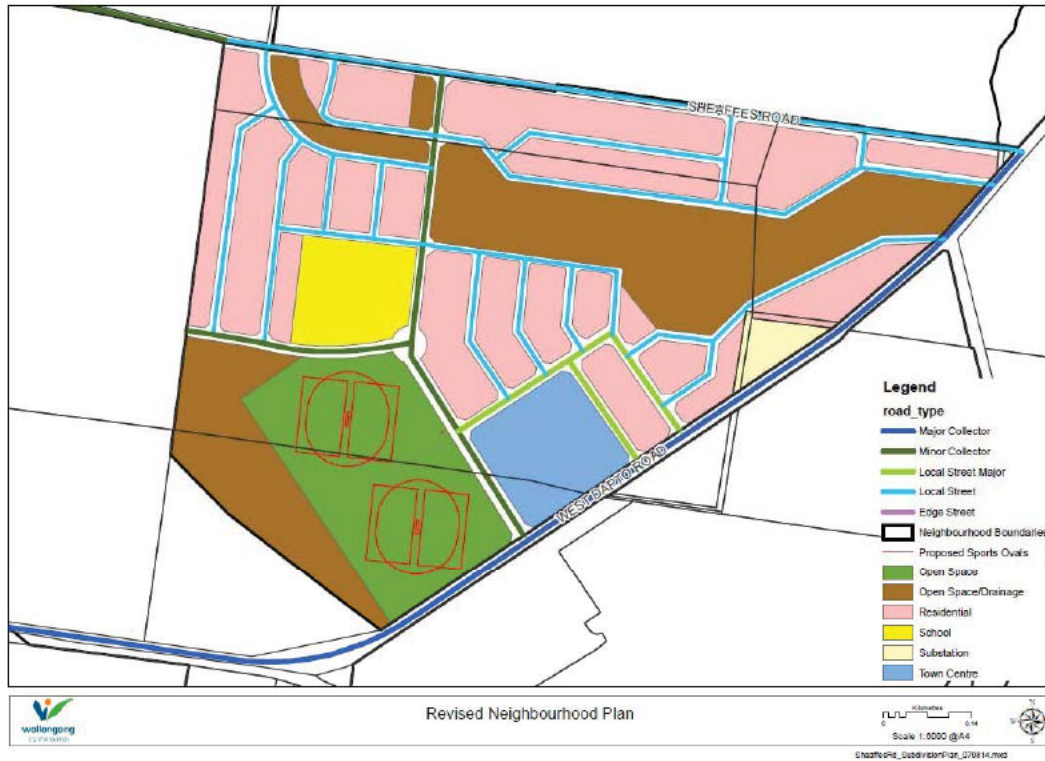 SHEAFFES ROAD
WEST DAPTO ROAD
Legend
road_type
Major Collector
Minor Collector
Local Street Major
Local Street
Edge Street
Neighbourhood Boundaries
Proposed Sports Ovals
Open Space
Open Space/Drainage
Residential
School
Substation
Town Centre
wollongong
Revised Neighbourhood Plan
Kilometres
0.14
Scale 1:6000 @A4
SheaffesRd_SubdivisionPlan_070814.mxd